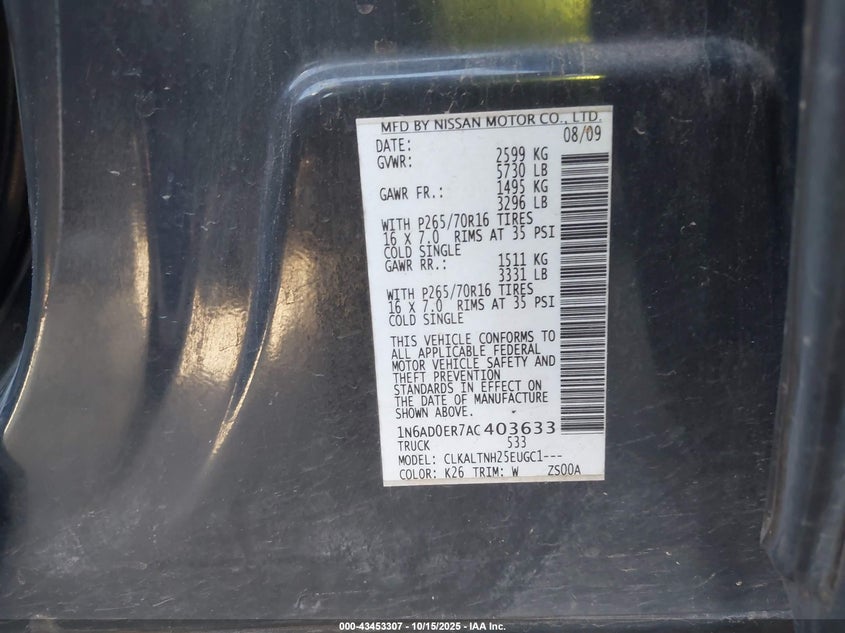 MFD BY NISSAN MOTOR CO., LTD.
DATE: 08/09
GVWR: 2599 KG
5730 LB
GAWR FR.: 1495 KG
3296 LB
WITH P265/70R16 TIRES
16 X 7.0 RIMS AT 35 PSI
COLD SINGLE
GAWR RR.: 1511 KG
3331 LB
WITH P265/70R16 TIRES
16 X 7.0 RIMS AT 35 PSI
COLD SINGLE
THIS VEHICLE CONFORMS TO
ALL APPLICABLE FEDERAL
MOTOR VEHICLE SAFETY AND
THEFT PREVENTION
STANDARDS IN EFFECT ON
THE DATE OF MANUFACTURE
SHOWN ABOVE.
1N6AD0ER7AC403633
TRUCK 533
MODEL: CLKALTNH25EUGC1---
COLOR: K26 TRIM: W ZS00A
000-43453307 - 10/15/2025 - IAA Inc.